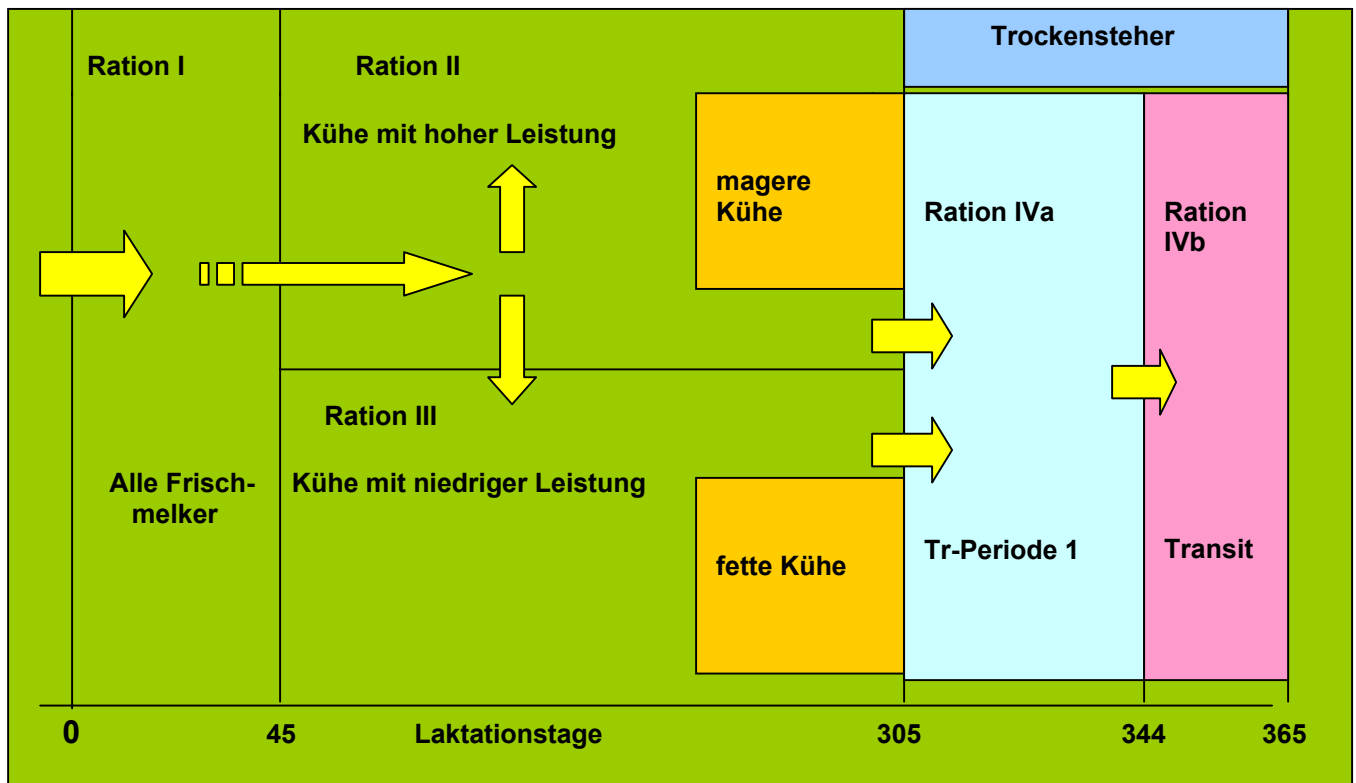 Trockensteher
Ration I
Ration II
Kühe mit hoher Leistung
magere
Kühe
Ration IVa
Ration
IVb
Ration III
Alle Frisch-
melker
Kühe mit niedriger Leistung
fette Kühe
Tr-Periode 1
Transit
0
45
Laktationstage
305
344
365